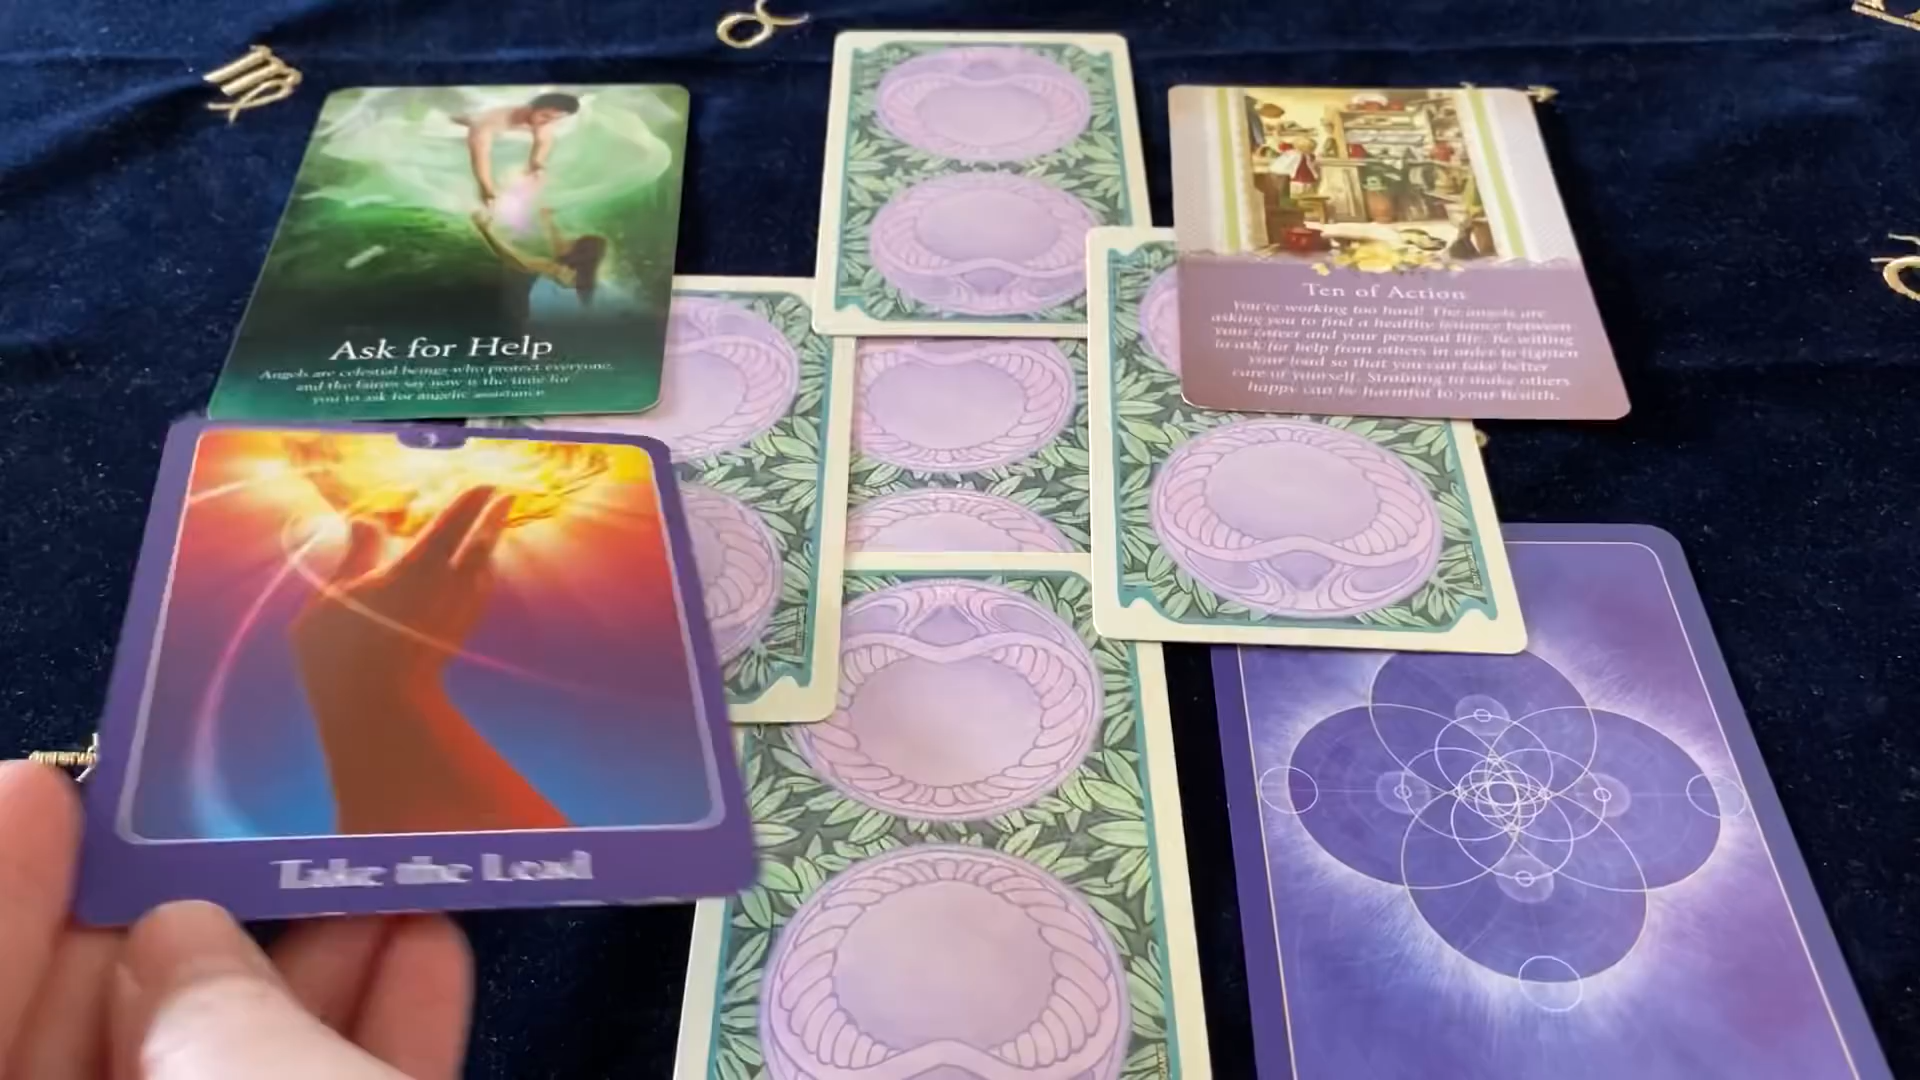 Ask for Help
Angels are celestial beings who protect everyone,
and the fairies say now is the time for
you to ask for angelic assistance.
Ten of Action
You're working too hard! The angels are
asking you to find a healthy balance between
your career and your personal life. Be willing
to ask for help from others in order to lighten
your load so that you can take better
care of yourself. Straining to make others
happy can be harmful to your health.
Take the Lead